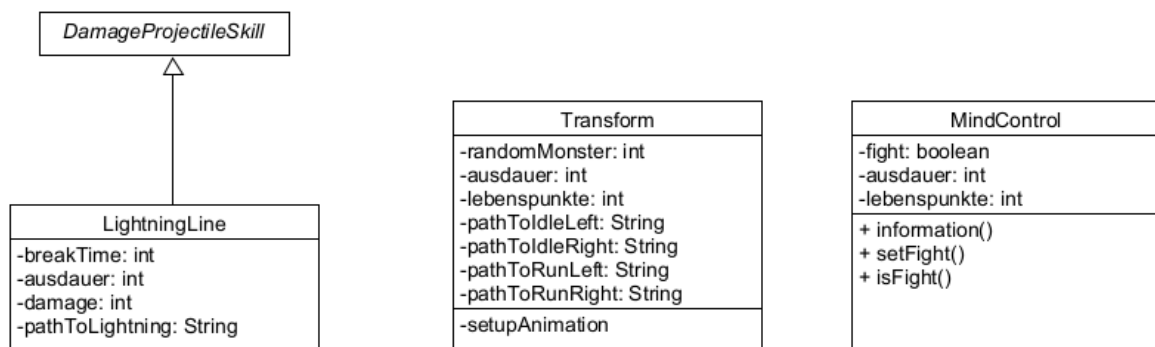 DamageProjectileSkill
LightningLine
-breakTime: int
-ausdauer: int
-damage: int
-pathToLightning: String
Transform
-randomMonster: int
-ausdauer: int
-lebenspunkte: int
-pathToIdleLeft: String
-pathToIdleRight: String
-pathToRunLeft: String
-pathToRunRight: String
-setupAnimation
MindControl
-fight: boolean
-ausdauer: int
-lebenspunkte: int
+ information()
+ setFight()
+ isFight()